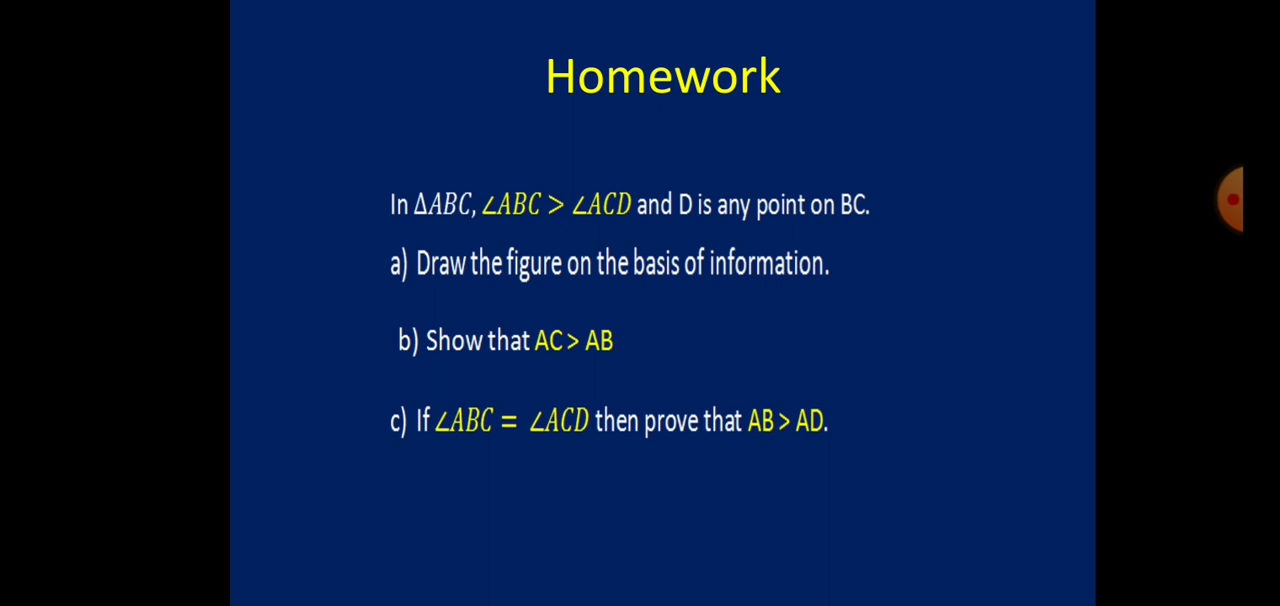 Homework
In ΔABC, ∠ABC > ∠ACD and D is any point on BC.
a) Draw the figure on the basis of information.
b) Show that AC > AB
c) If ∠ABC = ∠ACD then prove that AB > AD.